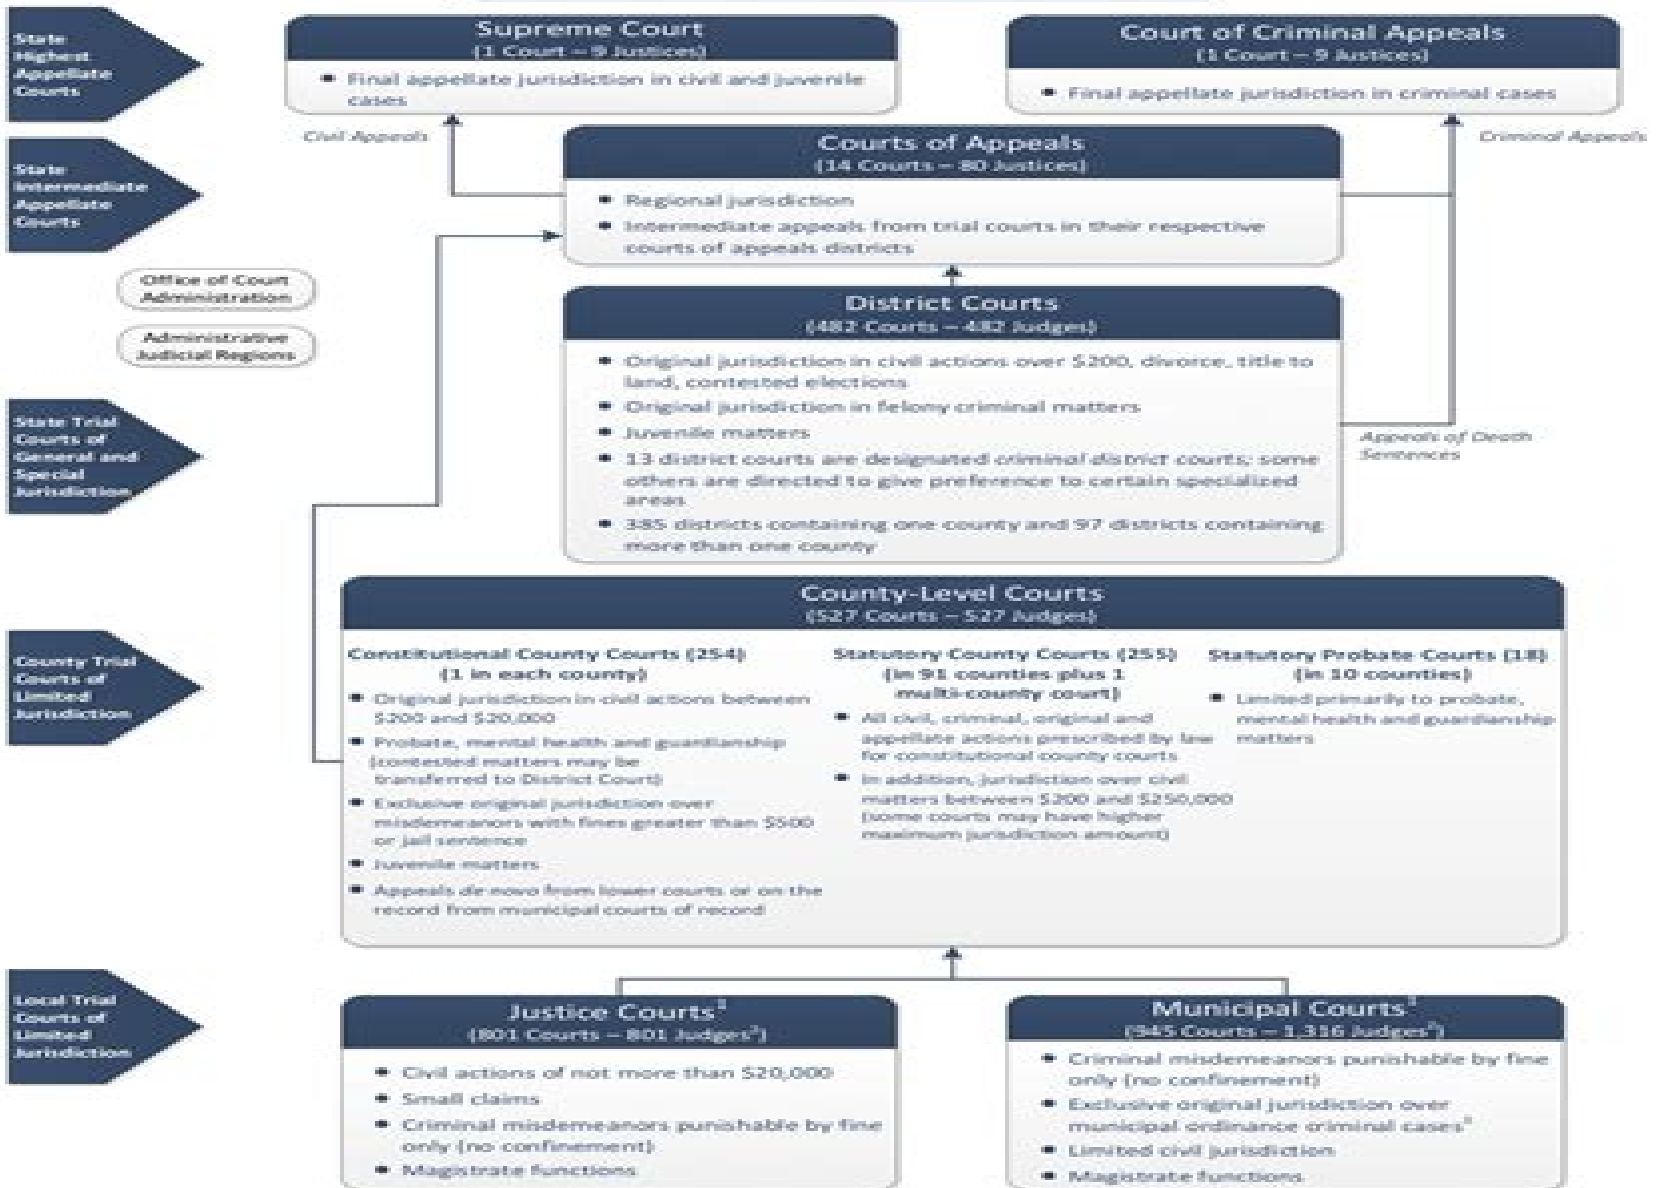 State
Highest
Appellate
Courts
Supreme Court
(1 Court – 9 Justices)
• Final appellate jurisdiction in civil and juvenile
cases
Court of Criminal Appeals
(1 Court – 9 Justices)
• Final appellate jurisdiction in criminal cases
Civil Appeals
Criminal Appeals
State
Intermediate
Appellate
Courts
Courts of Appeals
(14 Courts – 80 Justices)
• Regional jurisdiction
• Intermediate appeals from trial courts in their respective
courts of appeals districts
Office of Court
Administration
Administrative
Judicial Regions
State Trial
Courts of
General and
Special
Jurisdiction
District Courts
(482 Courts – 482 Judges)
• Original jurisdiction in civil actions over $200, divorce, title to
land, contested elections
• Original jurisdiction in felony criminal matters
• Juvenile matters
• 13 district courts are designated criminal district courts; some
others are directed to give preference to certain specialized
areas
• 385 districts containing one county and 97 districts containing
more than one county
Appeals of Death
Sentences
County Trial
Courts of
Limited
Jurisdiction
County-Level Courts
(527 Courts – 527 Judges)
Constitutional County Courts (254)
(1 in each county)
• Original jurisdiction in civil actions between
$200 and $20,000
• Probate, mental health and guardianship
(contested matters may be
transferred to District Court)
• Exclusive original jurisdiction over
misdemeanors with fines greater than $500
or jail sentence
• Juvenile matters
• Appeals de novo from lower courts or on the
record from municipal courts of record
Statutory County Courts (255)
(in 91 counties plus 1
multi-county court)
• All civil, criminal, original and
appellate actions prescribed by law
for constitutional county courts
• In addition, jurisdiction over civil
matters between $200 and $250,000
(some courts may have higher
maximum jurisdiction amount)
Statutory Probate Courts (18)
(in 10 counties)
• Limited primarily to probate,
mental health and guardianship
matters
Local Trial
Courts of
Limited
Jurisdiction
Justice Courts
(801 Courts – 801 Judges)
• Civil actions of not more than $20,000
• Small claims
• Criminal misdemeanors punishable by fine
only (no confinement)
• Magistrate functions
Municipal Courts
(945 Courts – 1,316 Judges)
• Criminal misdemeanors punishable by fine
only (no confinement)
• Exclusive original jurisdiction over
municipal ordinance criminal cases
• Limited civil jurisdiction
• Magistrate functions